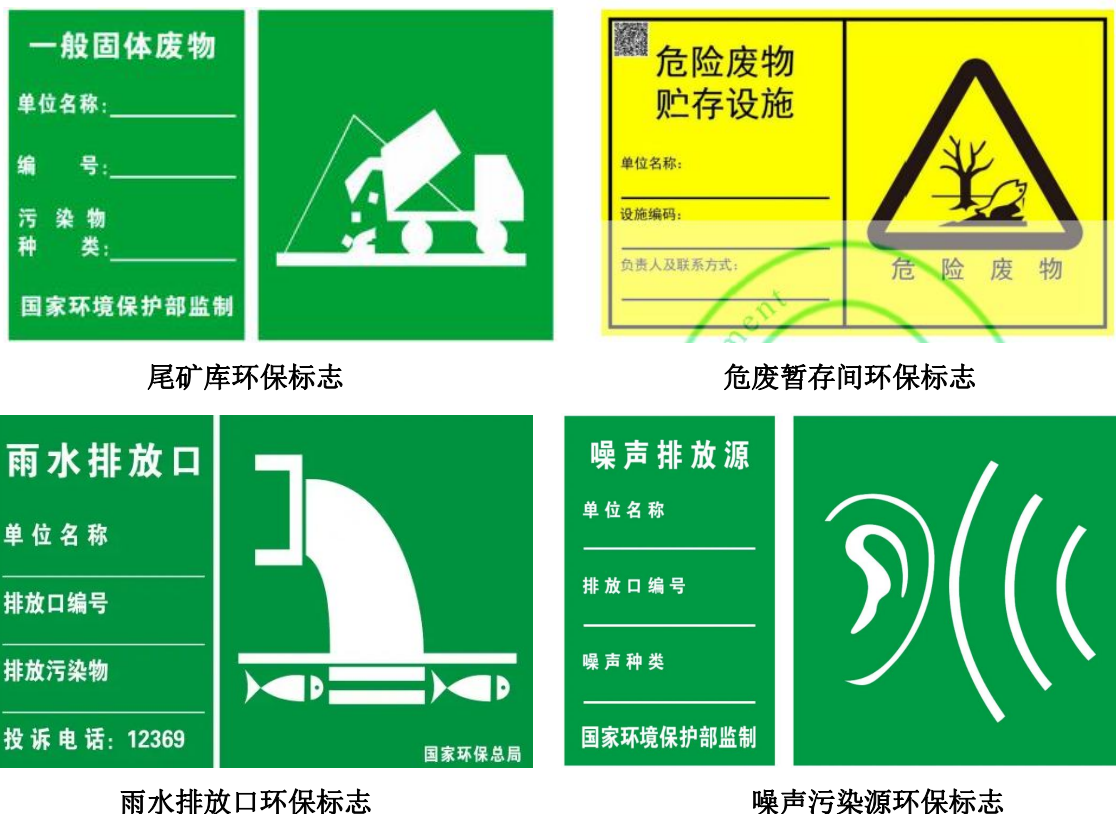 一般固体废物
单位名称:
编 号:
污 染 物
种 类:
国家环境保护部监制
危险废物
贮存设施
单位名称:
设施编码:
负责人及联系方式:
危 险 废 物
ment
尾矿库环保标志
危废暂存间环保标志
雨水排放口
单位名称
排放口编号
排放污染物
投诉电话: 12369
国家环保总局
噪声排放源
单位名称
排放口编号
噪声种类
国家环境保护部监制
雨水排放口环保标志
噪声污染源环保标志